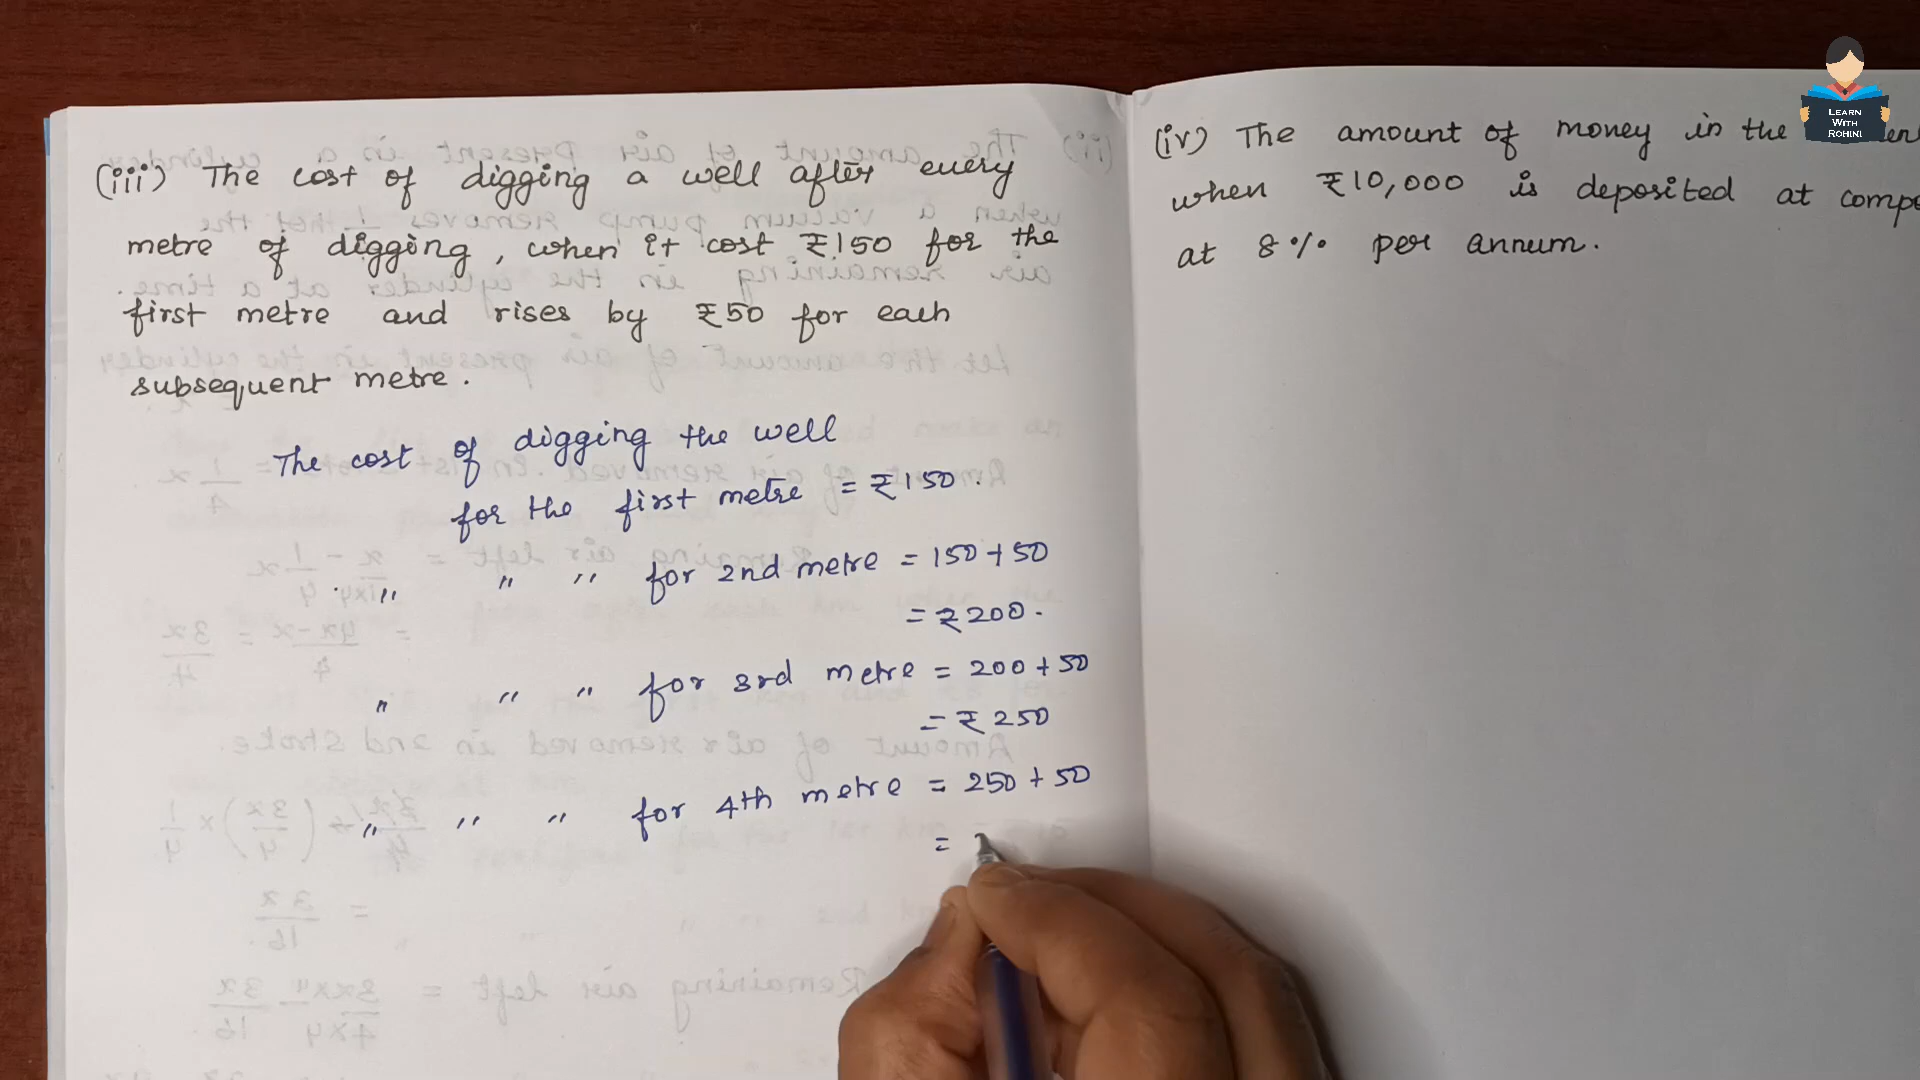 (iii) The cost of digging a well after every
metre of digging, when it cost ₹150 for the
first metre and rises by ₹50 for each
subsequent metre.
The cost of digging the well
for the first metre = ₹150.
" " " for 2nd metre = 150+50
= ₹200.
" " " for 3rd metre = 200+50
= ₹250
" " " for 4th metre = 250+50
=
(iv) The amount of money in the
when ₹10,000 is deposited at
at 8% per annum.
LEARN
WITH
ROHINI